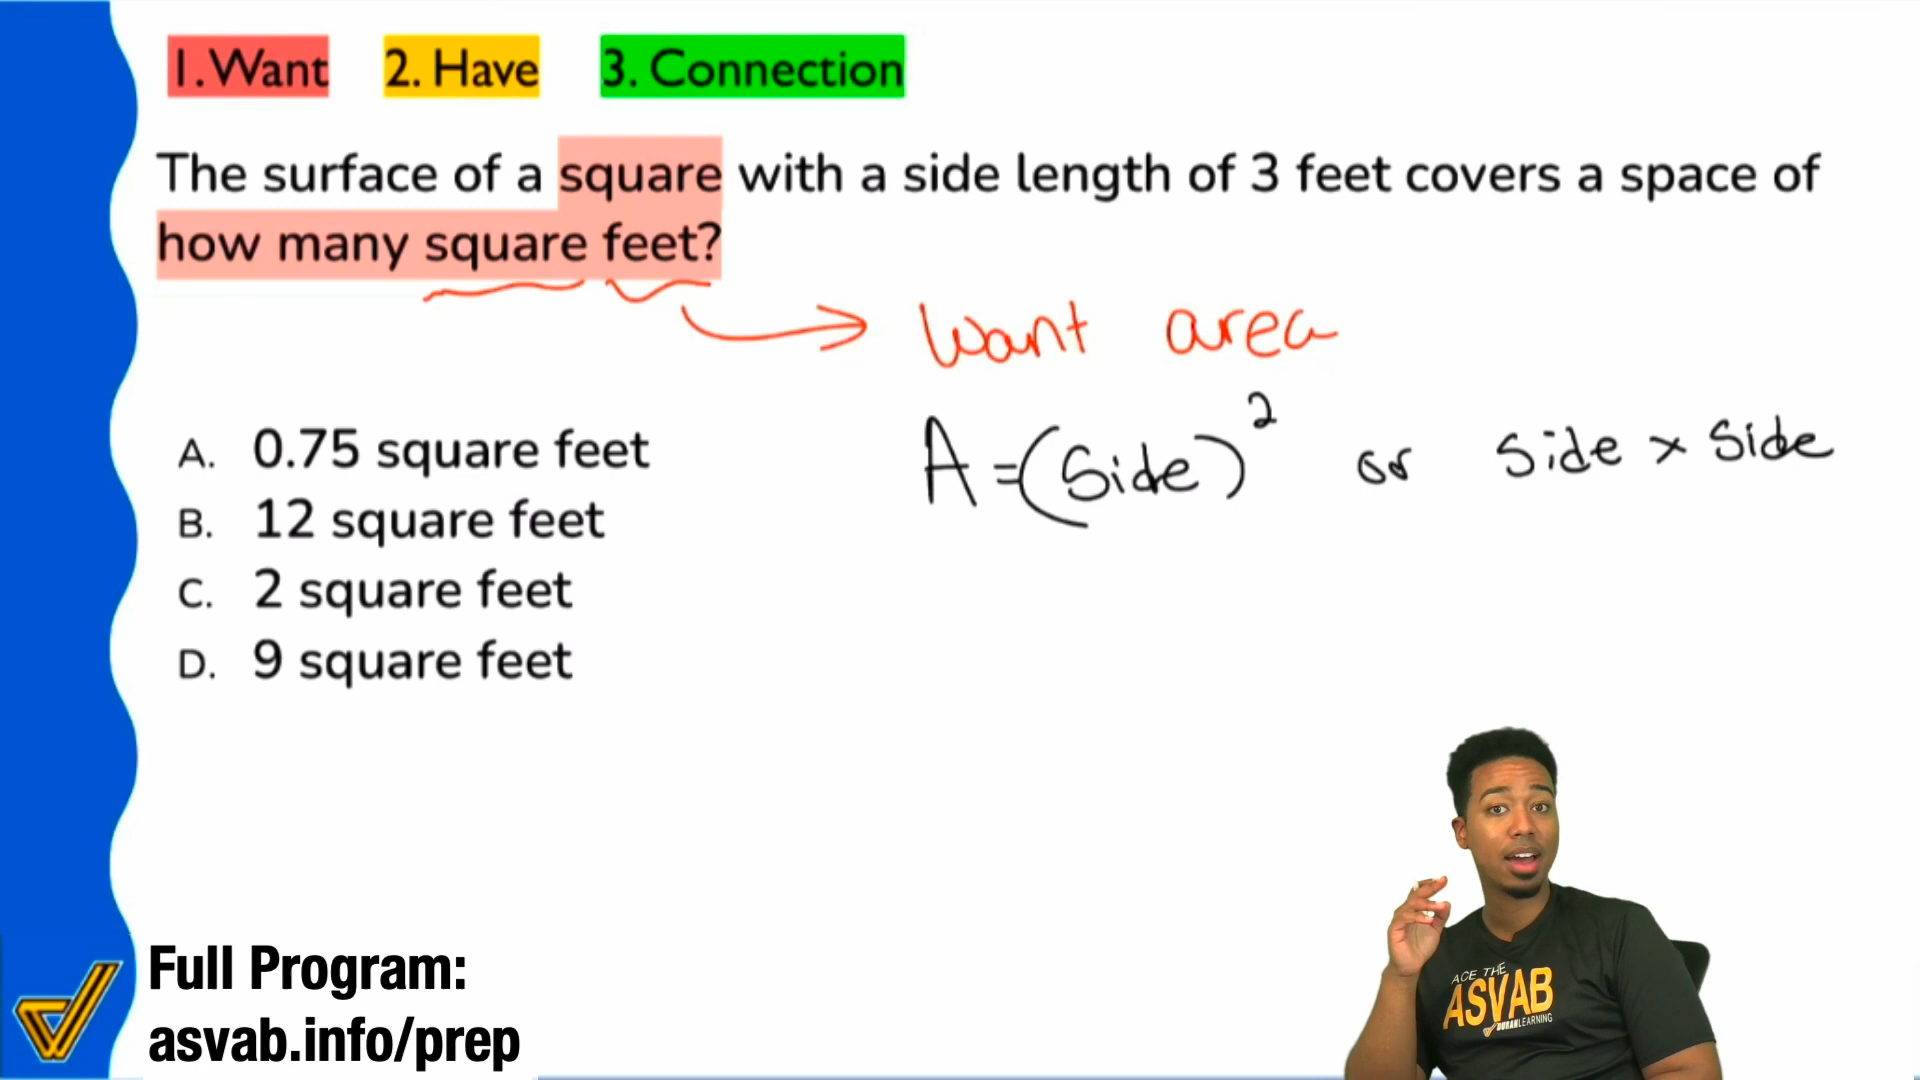 1. Want 2. Have 3. Connection
The surface of a square with a side length of 3 feet covers a space of
how many square feet?
Want area
A = (Side)² or Side × Side
A. 0.75 square feet
B. 12 square feet
C. 2 square feet
D. 9 square feet
ACE THE
ASVAB
DURANLEARNING
Full Program:
asvab.info/prep